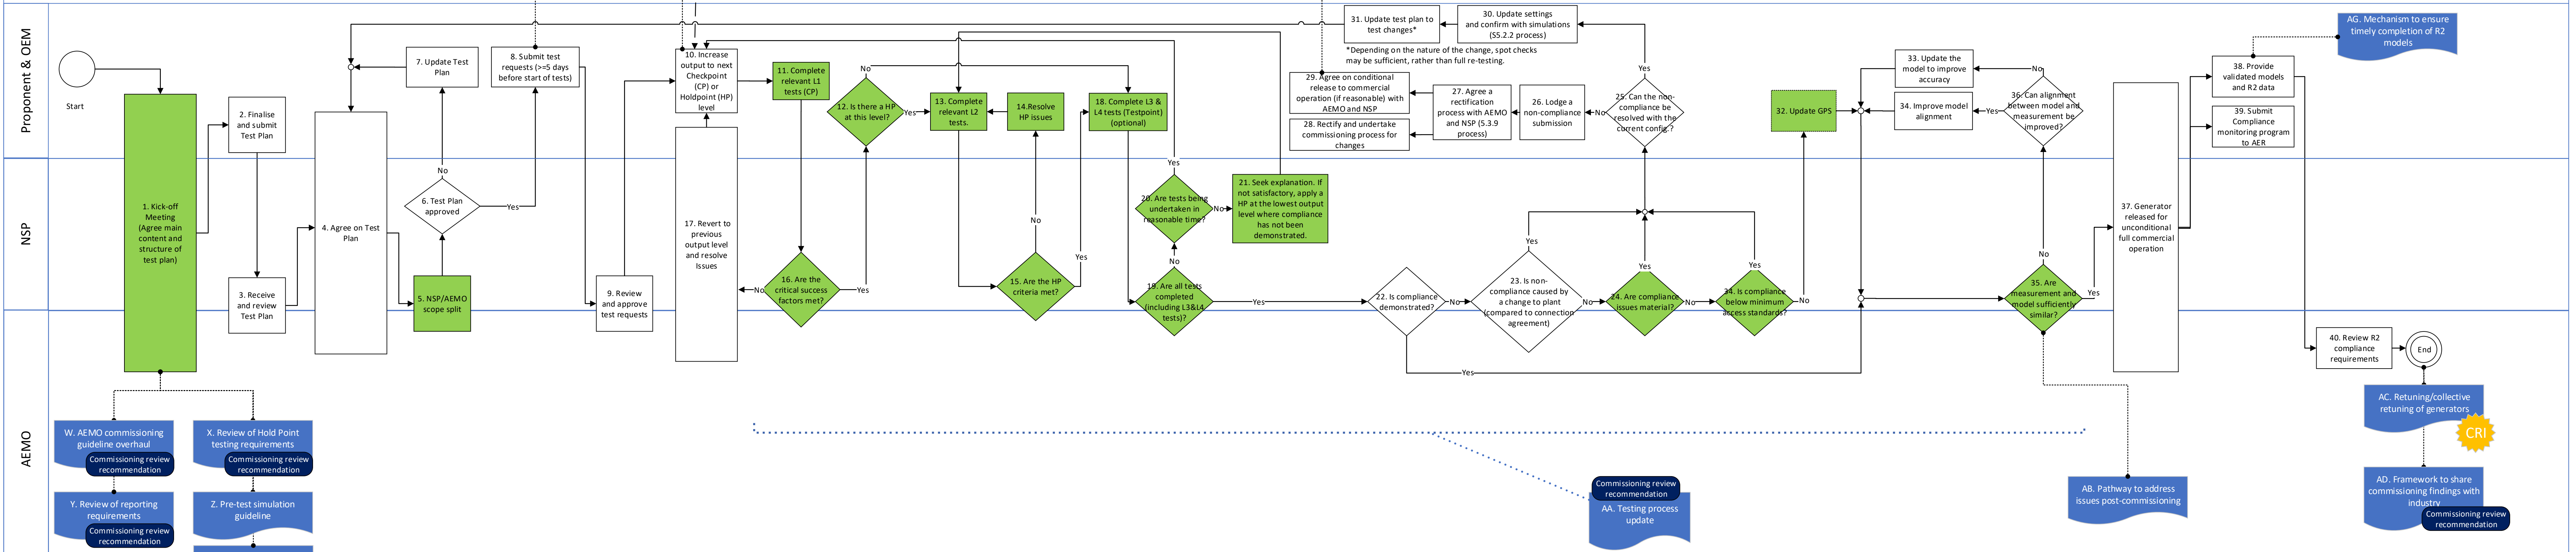 Proponent & OEM
NSP
AEMO
Start
1. Kick-off
Meeting
(Agree main
content and
structure of
test plan)
2. Finalise
and submit
Test Plan
3. Receive
and review
Test Plan
4. Agree on Test
Plan
5. NSP/AEMO
scope split
6. Test Plan
approved
No
Yes
7. Update Test
Plan
8. Submit test
requests (>=5 days
before start of tests)
9. Review
and approve
test requests
10. Increase
output to next
Checkpoint
(CP) or
Holdpoint (HP)
level
17. Revert to
previous
output level
and resolve
Issues
11. Complete
relevant L1
tests (CP)
16. Are the
critical success
factors met?
No
Yes
12. Is there a HP
at this level?
No
Yes
13. Complete
relevant L2
tests.
14.Resolve
HP issues
15. Are the HP
criteria met?
No
Yes
18. Complete L3 &
L4 tests (Testpoint)
(optional)
19. Are all tests
completed
(including L3&L4
tests)?
No
Yes
20. Are tests being
undertaken in
reasonable time?
Yes
No
21. Seek explanation. If
not satisfactory, apply a
HP at the lowest output
level where compliance
has not been
demonstrated.
22. Is compliance
demonstrated?
No
Yes
23. Is non-
compliance caused by
a change to plant
(compared to connection
agreement)
Yes
No
24. Are compliance
issues material?
Yes
No
34. Is compliance
below minimum
access standards?
Yes
No
25. Can the non-
compliance be
resolved with the
current config.?
Yes
No
26. Lodge a
non-compliance
submission
27. Agree a
rectification
process with AEMO
and NSP (5.3.9
process)
28. Rectify and undertake
commissioning process for
changes
29. Agree on conditional
release to commercial
operation (if reasonable) with
AEMO and NSP
30. Update settings
and confirm with simulations
(S5.2.2 process)
31. Update test plan to
test changes*
*Depending on the nature of the change, spot checks
may be sufficient, rather than full re-testing.
32. Update GPS
33. Update the
model to improve
accuracy
34. Improve model
alignment
36. Can alignment
between model and
measurement be
improved?
No
Yes
35. Are
measurement and
model sufficiently
similar?
No
Yes
37. Generator
released for
unconditional
full commercial
operation
38. Provide
validated models
and R2 data
39. Submit
Compliance
monitoring program
to AER
40. Review R2
compliance
requirements
End
AG. Mechanism to ensure
timely completion of R2
models
W. AEMO commissioning
guideline overhaul
Commissioning review
recommendation
X. Review of Hold Point
testing requirements
Commissioning review
recommendation
Y. Review of reporting
requirements
Commissioning review
recommendation
Z. Pre-test simulation
guideline
Commissioning review
recommendation
AA. Testing process
update
AB. Pathway to address
issues post-commissioning
AC. Retuning/collective
retuning of generators
CRI
AD. Framework to share
commissioning findings with
industry
Commissioning review
recommendation